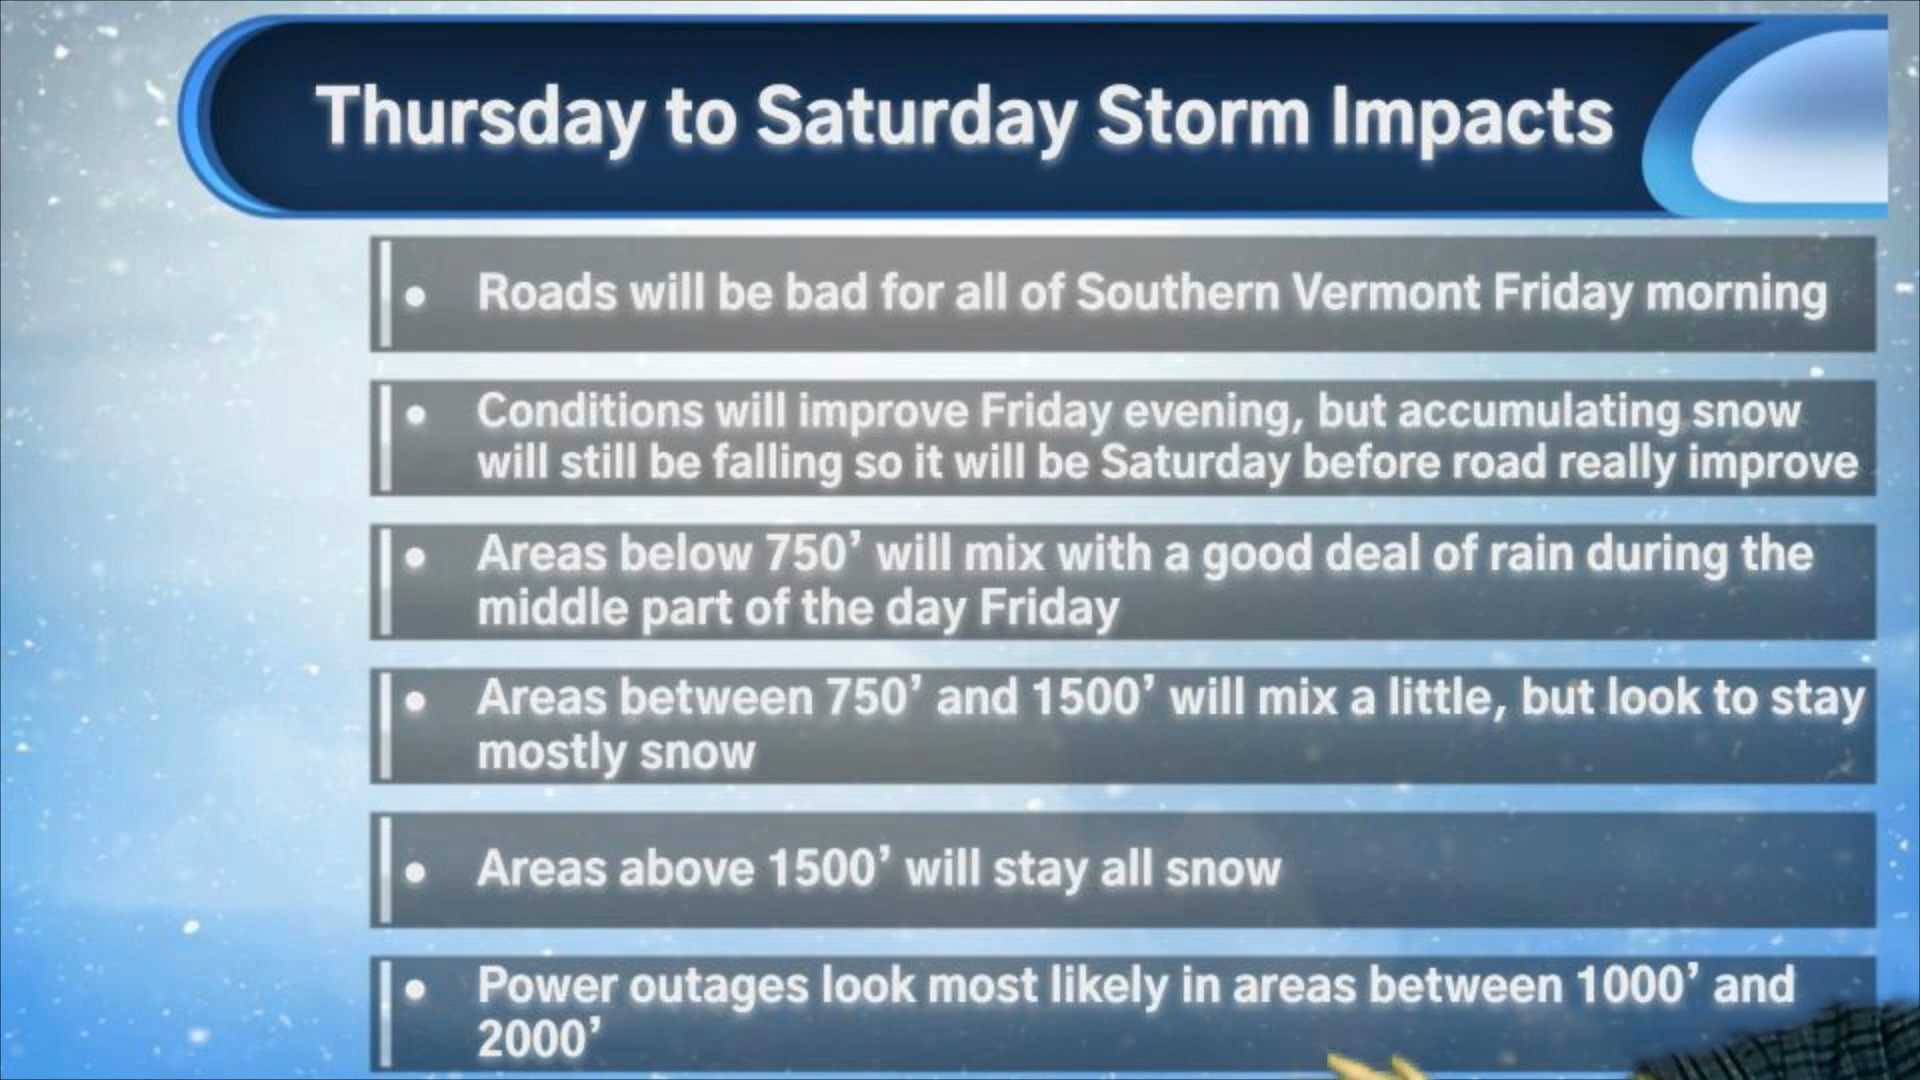 Thursday to Saturday Storm Impacts
• Roads will be bad for all of Southern Vermont Friday morning
• Conditions will improve Friday evening, but accumulating snow
will still be falling so it will be Saturday before road really improve
• Areas below 750’ will mix with a good deal of rain during the
middle part of the day Friday
• Areas between 750’ and 1500’ will mix a little, but look to stay
mostly snow
• Areas above 1500’ will stay all snow
• Power outages look most likely in areas between 1000’ and
2000’